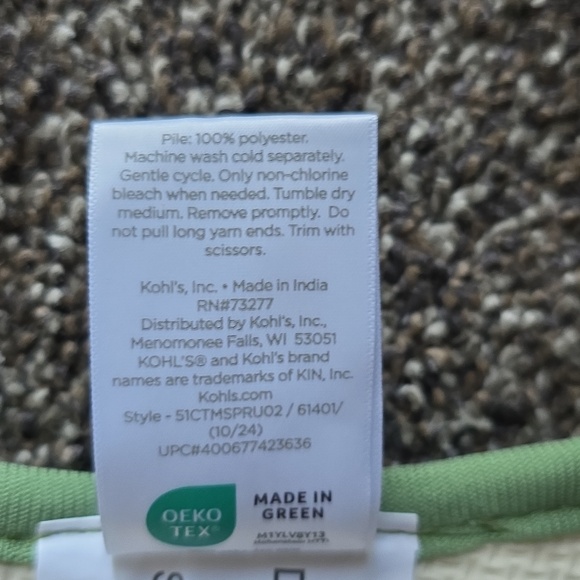 Pile: 100% polyester.
Machine wash cold separately.
Gentle cycle. Only non-chlorine
bleach when needed. Tumble dry
medium. Remove promptly. Do
not pull long yarn ends. Trim with
scissors.
Kohl's, Inc. • Made in India
RN#73277
Distributed by Kohl's, Inc.,
Menomonee Falls, WI 53051
KOHL'S® and Kohl's brand
names are trademarks of KIN, Inc.
Kohls.com
Style - 51CTMSPRU02 / 61401/
(10/24)
UPC#400677423636
OEKO
TEX®
MADE IN
GREEN